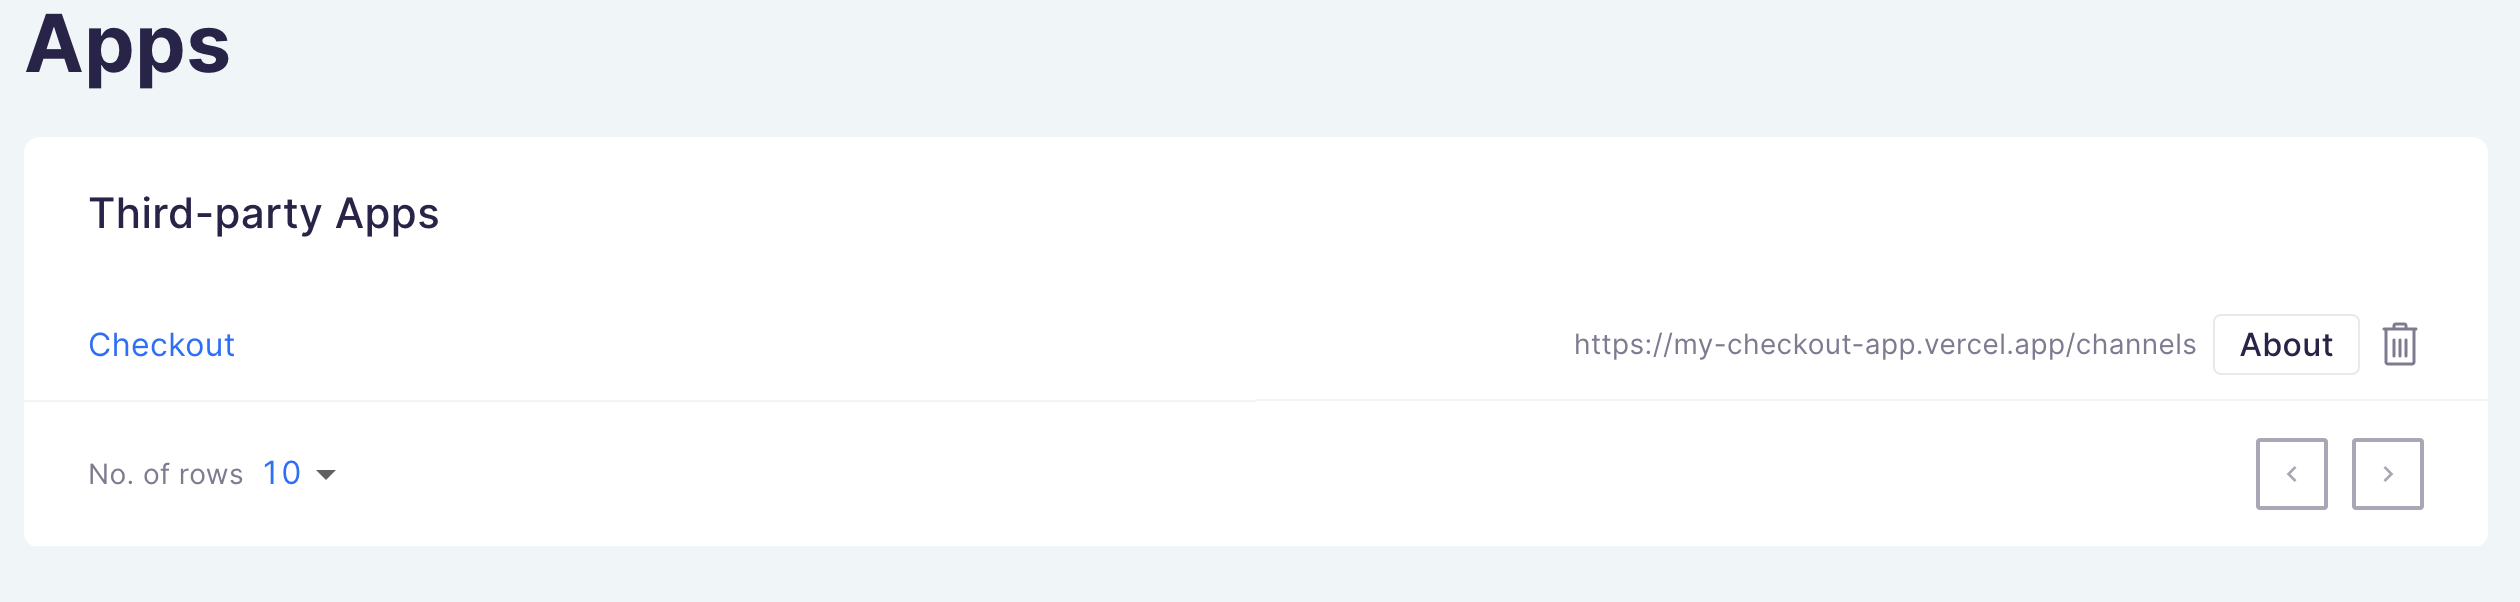 Apps
Third-party Apps
Checkout https://my-checkout-app.vercel.app/channels About
No. of rows 10